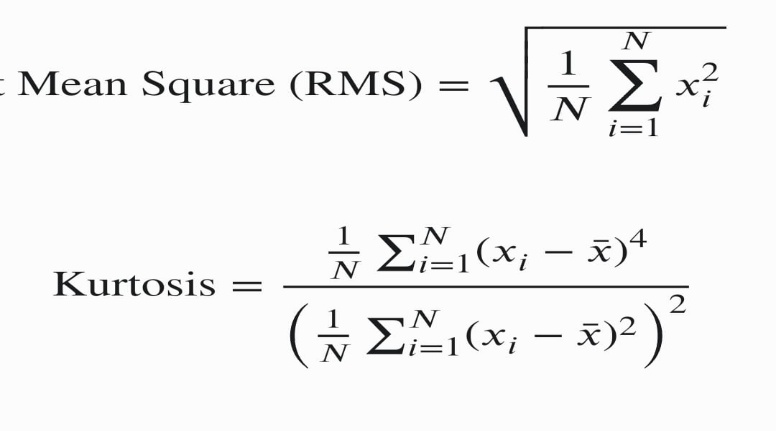 t Mean Square (RMS) = √(1/N ∑_{i=1}^{N} x_i^2)
Kurtosis = (1/N ∑_{i=1}^{N} (x_i − x̄)^4) / (1/N ∑_{i=1}^{N} (x_i − x̄)^2)^2